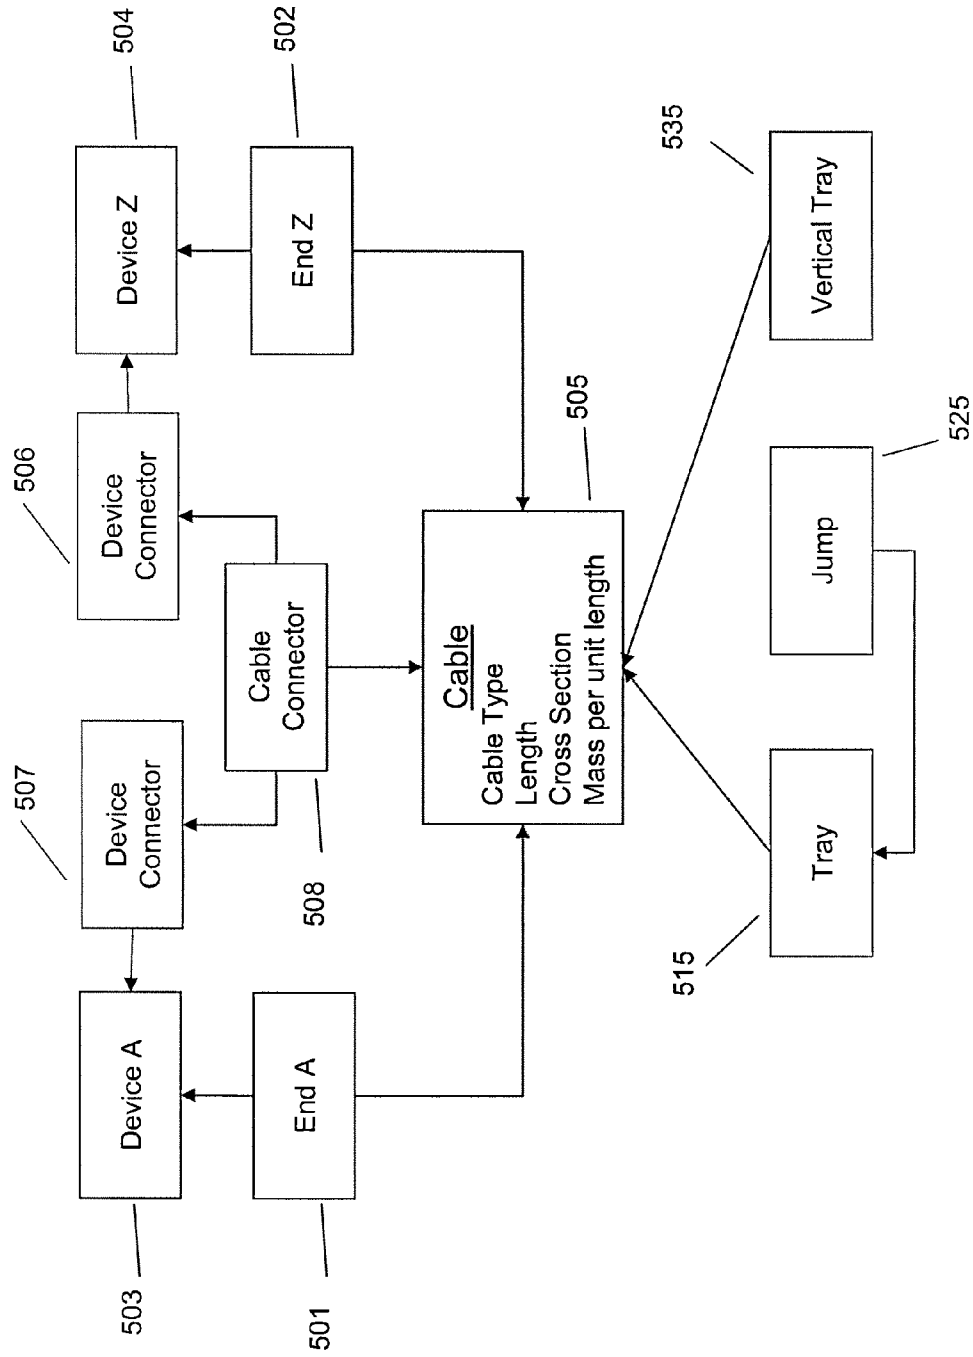 507
506
503
Device A
Device
Connector
Device
Connector
Device Z
504
501
End A
508
Cable
Connector
End Z
502
Cable
Cable Type
Length
Cross Section
Mass per unit length
505
515
535
Tray
Jump
Vertical Tray
525